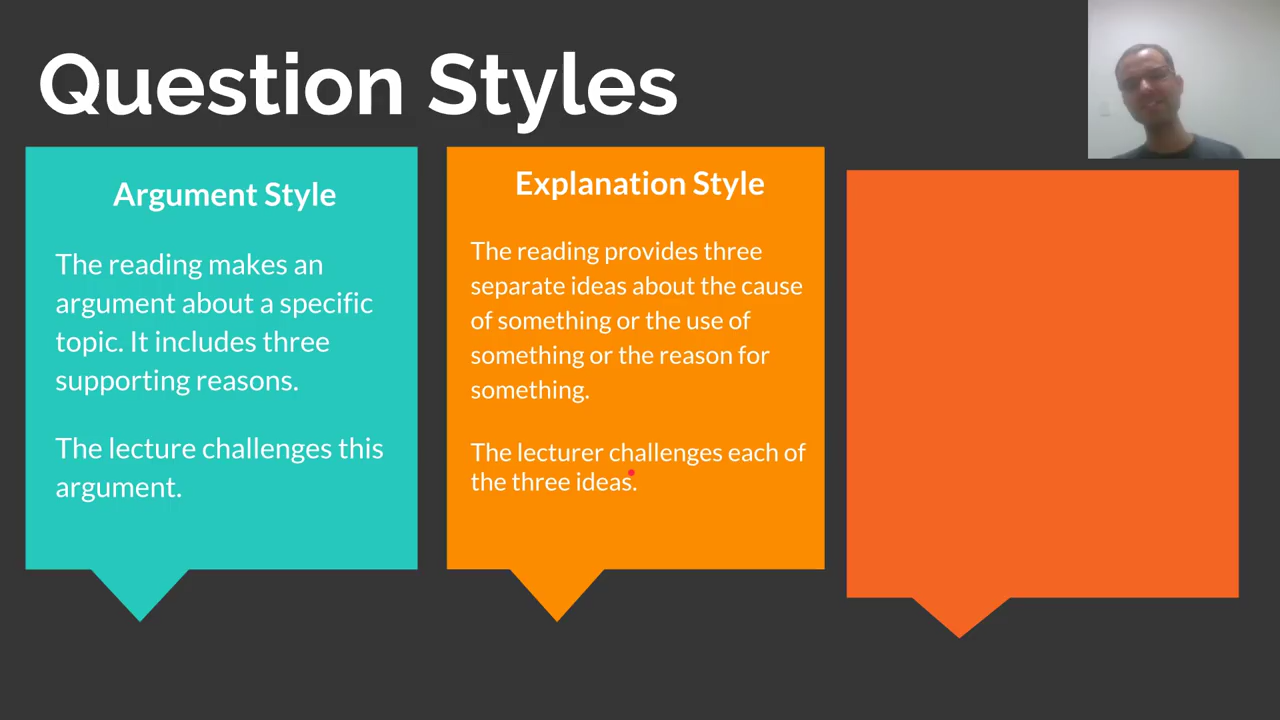 Question Styles
Argument Style
The reading makes an
argument about a specific
topic. It includes three
supporting reasons.
The lecture challenges this
argument.
Explanation Style
The reading provides three
separate ideas about the cause
of something or the use of
something or the reason for
something.
The lecturer challenges each of
the three ideas.